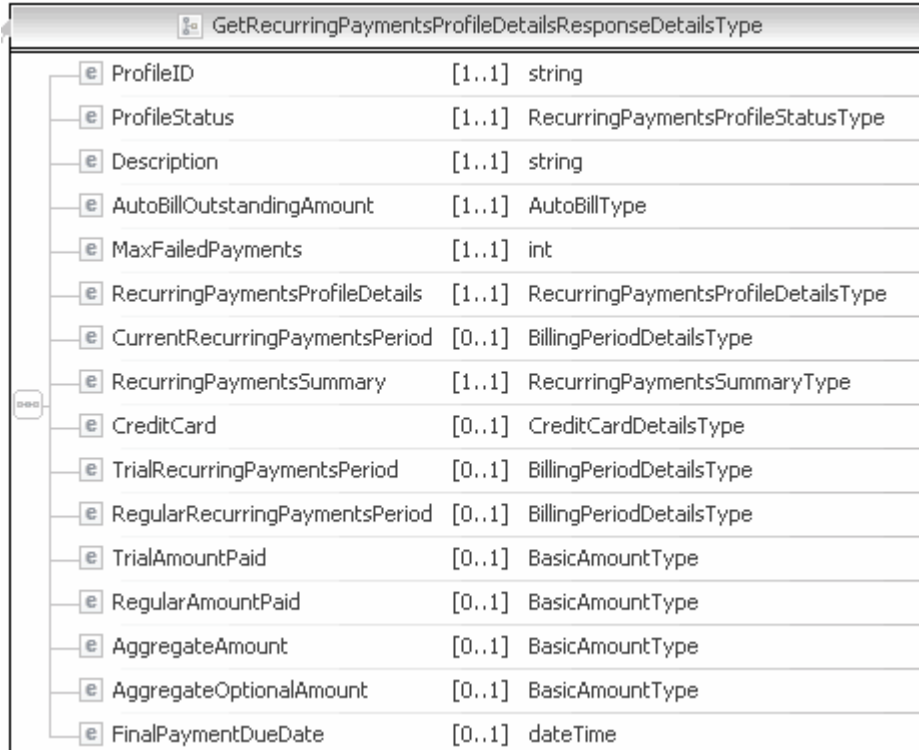 GetRecurringPaymentsProfileDetailsResponseDetailsType
e ProfileID [1..1] string
e ProfileStatus [1..1] RecurringPaymentsProfileStatusType
e Description [1..1] string
e AutoBillOutstandingAmount [1..1] AutoBillType
e MaxFailedPayments [1..1] int
e RecurringPaymentsProfileDetails [1..1] RecurringPaymentsProfileDetailsType
e CurrentRecurringPaymentsPeriod [0..1] BillingPeriodDetailsType
e RecurringPaymentsSummary [1..1] RecurringPaymentsSummaryType
e CreditCard [0..1] CreditCardDetailsType
e TrialRecurringPaymentsPeriod [0..1] BillingPeriodDetailsType
e RegularRecurringPaymentsPeriod [0..1] BillingPeriodDetailsType
e TrialAmountPaid [0..1] BasicAmountType
e RegularAmountPaid [0..1] BasicAmountType
e AggregateAmount [0..1] BasicAmountType
e AggregateOptionalAmount [0..1] BasicAmountType
e FinalPaymentDueDate [0..1] dateTime